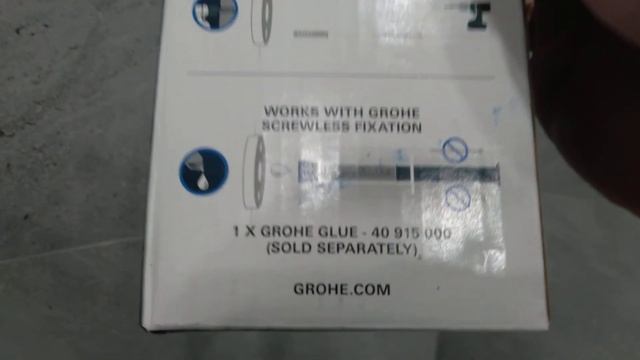 WORKS WITH GROHE
SCREWLESS FIXATION
1 X GROHE GLUE - 40 915 000
(SOLD SEPARATELY)
GROHE.COM